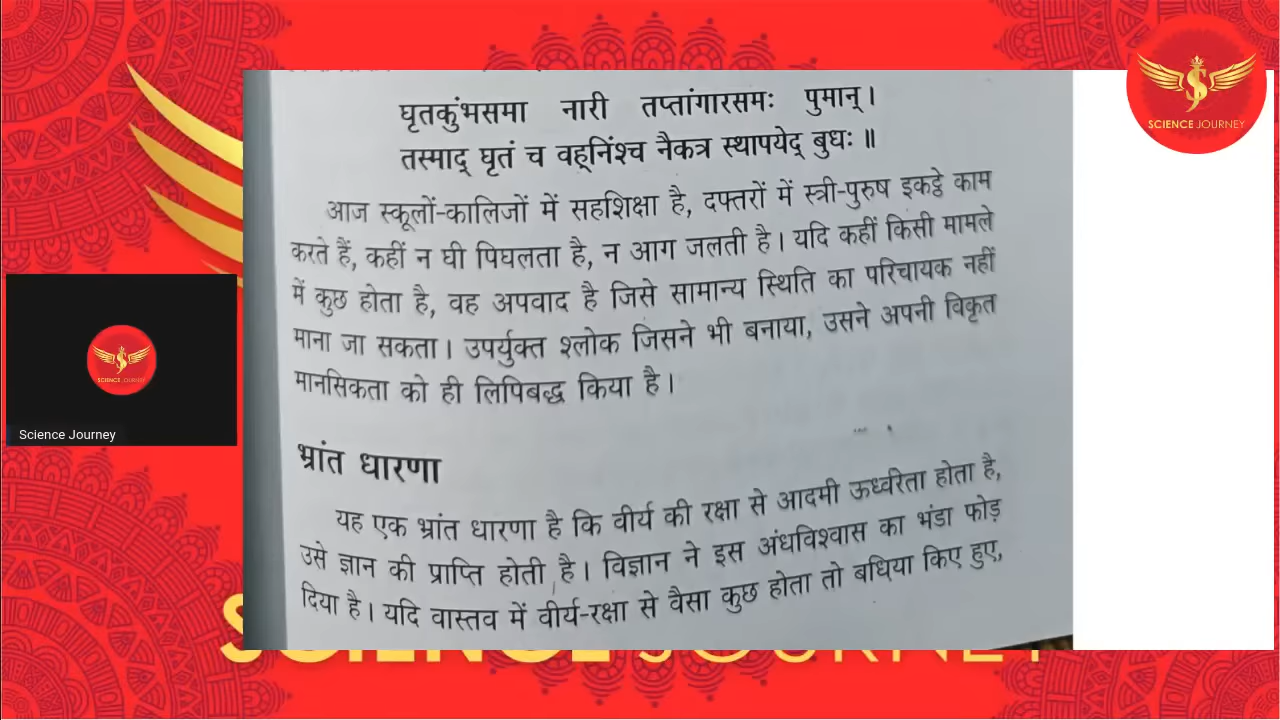 SCIENCE JOURNEY
घृतकुंभसमा नारी तप्तांगारसमः पुमान्।
तस्माद् घृतं च वह्निंश्च नैकत्र स्थापयेद् बुधः॥
आज स्कूलों-कालिजों में सहशिक्षा है, दफ्तरों में स्त्री-पुरुष इकट्ठे काम
करते हैं, कहीं न घी पिघलता है, न आग जलती है। यदि कहीं किसी मामले
में कुछ होता है, वह अपवाद है जिसे सामान्य स्थिति का परिचायक नहीं
माना जा सकता। उपर्युक्त श्लोक जिसने भी बनाया, उसने अपनी विकृत
मानसिकता को ही लिपिबद्ध किया है।
भ्रांत धारणा
यह एक भ्रांत धारणा है कि वीर्य की रक्षा से आदमी ऊर्ध्वरेता होता है,
उसे ज्ञान की प्राप्ति होती है। विज्ञान ने इस अंधविश्वास का भंडा फोड़
दिया है। यदि वास्तव में वीर्य-रक्षा से वैसा कुछ होता तो बधिया किए हुए,
SCIENCE JOURNEY
Science Journey